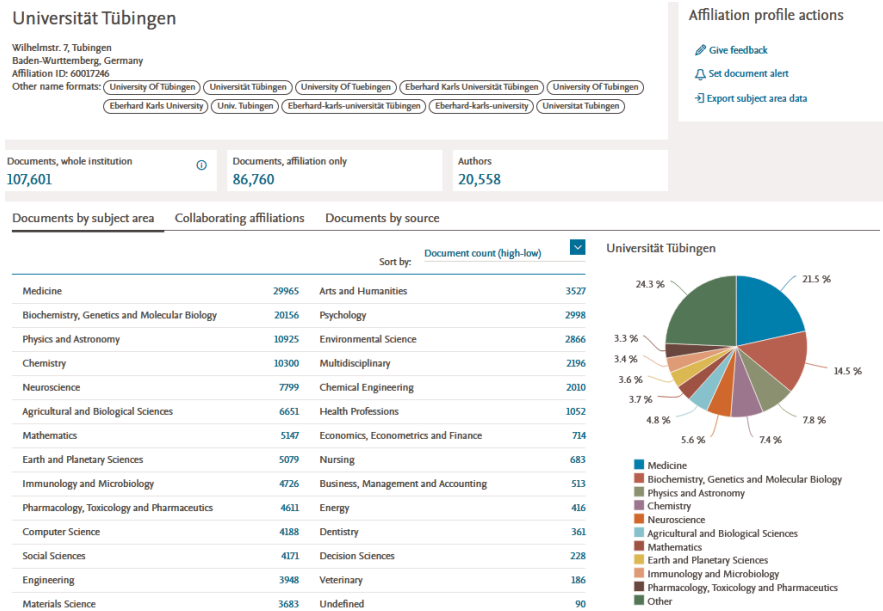 Universität Tübingen
Wilhelmstr. 7, Tubingen
Baden-Wurttemberg, Germany
Affiliation ID: 60017246
Other name formats: University Of Tübingen Universität Tübingen University Of Tuebingen Eberhard Karls Universität Tübingen University Of Tubingen
Eberhard Karls University Univ. Tubingen Eberhard-karls-universität Tübingen Eberhard-karls-university Universitat Tubingen
Affiliation profile actions
Give feedback
Set document alert
Export subject area data
Documents, whole institution
107,601
Documents, affiliation only
86,760
Authors
20,558
Documents by subject area Collaborating affiliations Documents by source
Sort by: Document count (high-low)
Medicine 29965 Arts and Humanities 3527
Biochemistry, Genetics and Molecular Biology 20156 Psychology 2998
Physics and Astronomy 10925 Environmental Science 2866
Chemistry 10300 Multidisciplinary 2196
Neuroscience 7799 Chemical Engineering 2010
Agricultural and Biological Sciences 6651 Health Professions 1052
Mathematics 5147 Economics, Econometrics and Finance 714
Earth and Planetary Sciences 5079 Nursing 683
Immunology and Microbiology 4726 Business, Management and Accounting 513
Pharmacology, Toxicology and Pharmaceutics 4611 Energy 416
Computer Science 4188 Dentistry 361
Social Sciences 4171 Decision Sciences 228
Engineering 3948 Veterinary 186
Materials Science 3683 Undefined 90
Universität Tübingen
21.5 %
24.3 %
3.3 %
3.4 %
14.5 %
3.6 %
3.7 %
4.8 %
7.8 %
5.6 %
7.4 %
Medicine
Biochemistry, Genetics and Molecular Biology
Physics and Astronomy
Chemistry
Neuroscience
Agricultural and Biological Sciences
Mathematics
Earth and Planetary Sciences
Immunology and Microbiology
Pharmacology, Toxicology and Pharmaceutics
Other